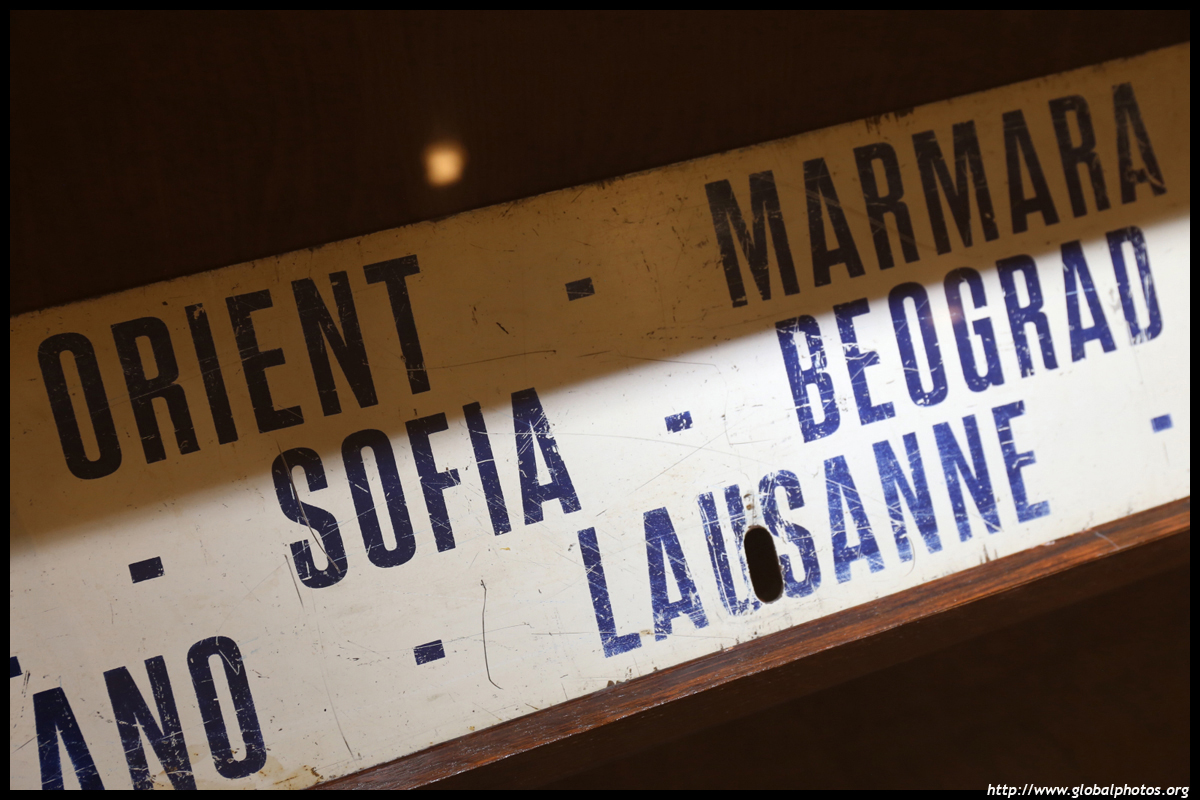 ORIENT - MARMARA
- SOFIA - BEOGRAD
ANO - LAUSANNE -
http://www.globalphotos.org